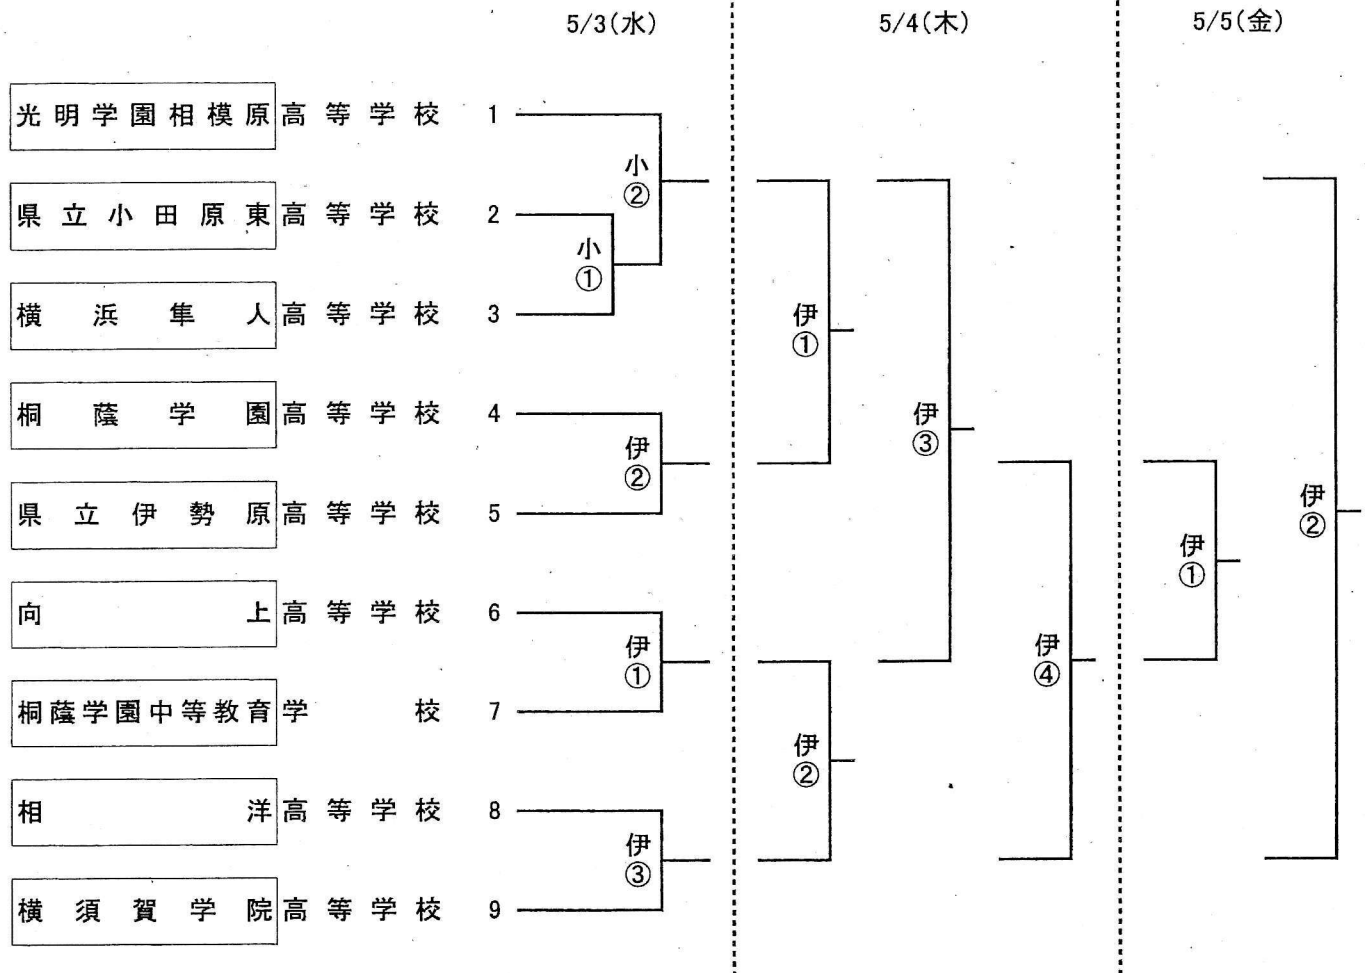 5/3(水) 5/4(木) 5/5(金)
光明学園相模原高等学校 1
小②
県立小田原東高等学校 2
小①
横浜隼人高等学校 3
伊①
桐蔭学園高等学校 4
伊③
伊②
県立伊勢原高等学校 5
伊②
伊①
向上高等学校 6
伊①
伊④
桐蔭学園中等教育学校 7
伊②
相洋高等学校 8
伊③
横須賀学院高等学校 9